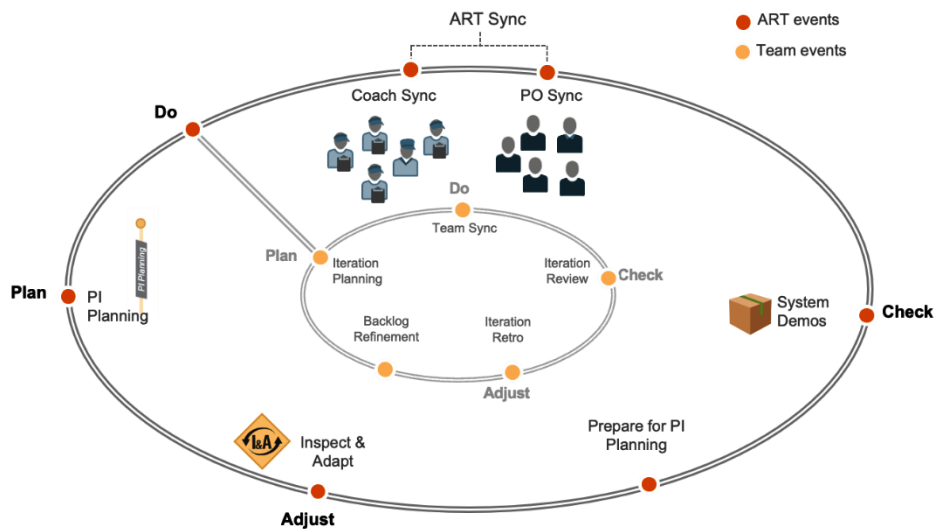 ART Sync
ART events
Team events
Coach Sync
PO Sync
Do
Do
Team Sync
Plan
Iteration
Planning
Iteration
Review
Check
PI Planning
Plan
PI
Planning
System
Demos
Check
Backlog
Refinement
Iteration
Retro
Adjust
Prepare for PI
Planning
I&A
Inspect &
Adapt
Adjust